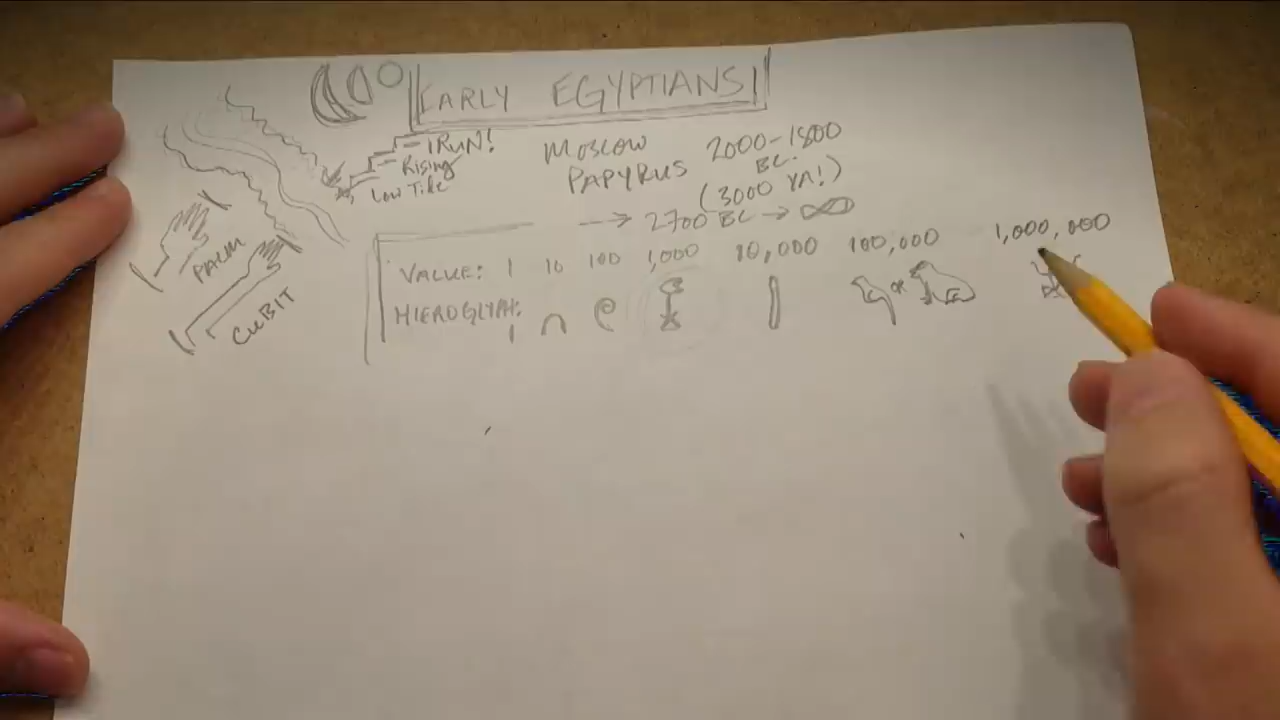 EARLY EGYPTIANS
RUN!
Rising
Low Tide
MOSCOW
PAPYRUS
2000-1800
BC.
(3000 YA!)
→ 2700 BC → ∞
PALM
CUBIT
VALUE: 1 10 100 1,000 10,000 100,000 1,000,000
HIEROGLYPH: or